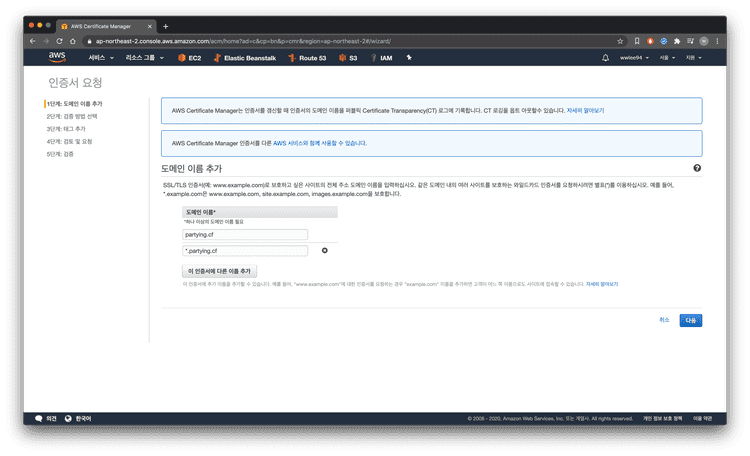 AWS Certificate Manager
ap-northeast-2.console.aws.amazon.com/acm/home?ad=c&cp=bn&p=cmr&region=ap-northeast-2#/wizard/
aws 서비스 리소스 그룹 EC2 Elastic Beanstalk Route 53 S3 IAM wwlee94 서울 지원
인증서 요청
1단계: 도메인 이름 추가
2단계: 검증 방법 선택
3단계: 태그 추가
4단계: 검토 및 요청
5단계: 검증
AWS Certificate Manager는 인증서를 갱신할 때 인증서의 도메인 이름을 퍼블릭 Certificate Transparency(CT) 로그에 기록합니다. CT 로깅을 옵트 아웃할수 있습니다. 자세히 알아보기
AWS Certificate Manager 인증서를 다른 AWS 서비스와 함께 사용할 수 있습니다.
도메인 이름 추가
SSL/TLS 인증서(예: www.example.com)로 보호하고 싶은 사이트의 전체 주소 도메인 이름을 입력하십시오. 같은 도메인 내의 여러 사이트를 보호하는 와일드카드 인증서를 요청하시려면 별표(*)를 이용하십시오. 예를 들어,
*.example.com은 www.example.com, site.example.com, images.example.com을 보호합니다.
도메인 이름*
*하나 이상의 도메인 이름 필요
partying.cf
*.partying.cf
이 인증서에 다른 이름 추가
이 인증서에 추가 이름을 추가할 수 있습니다. 예를 들어, "www.example.com"에 대한 인증서를 요청하는 경우 "example.com" 이름을 추가하면 고객이 어느 쪽 이름으로도 사이트에 접속할 수 있습니다. 자세히 알아보기
취소 다음
의견 한국어 © 2008 - 2020, Amazon Web Services, Inc. 또는 계열사. All rights reserved. 개인 정보 보호 정책 이용 약관